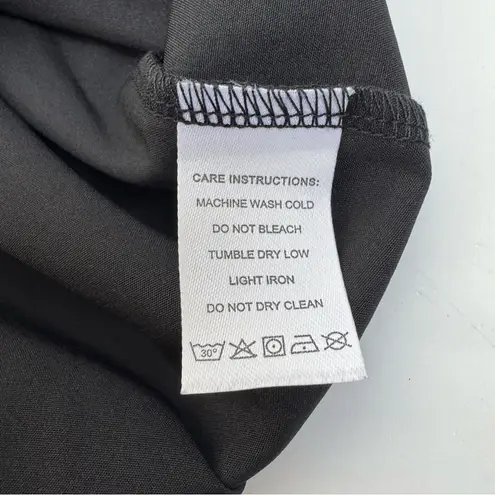 CARE INSTRUCTIONS:
MACHINE WASH COLD
DO NOT BLEACH
TUMBLE DRY LOW
LIGHT IRON
DO NOT DRY CLEAN
30°